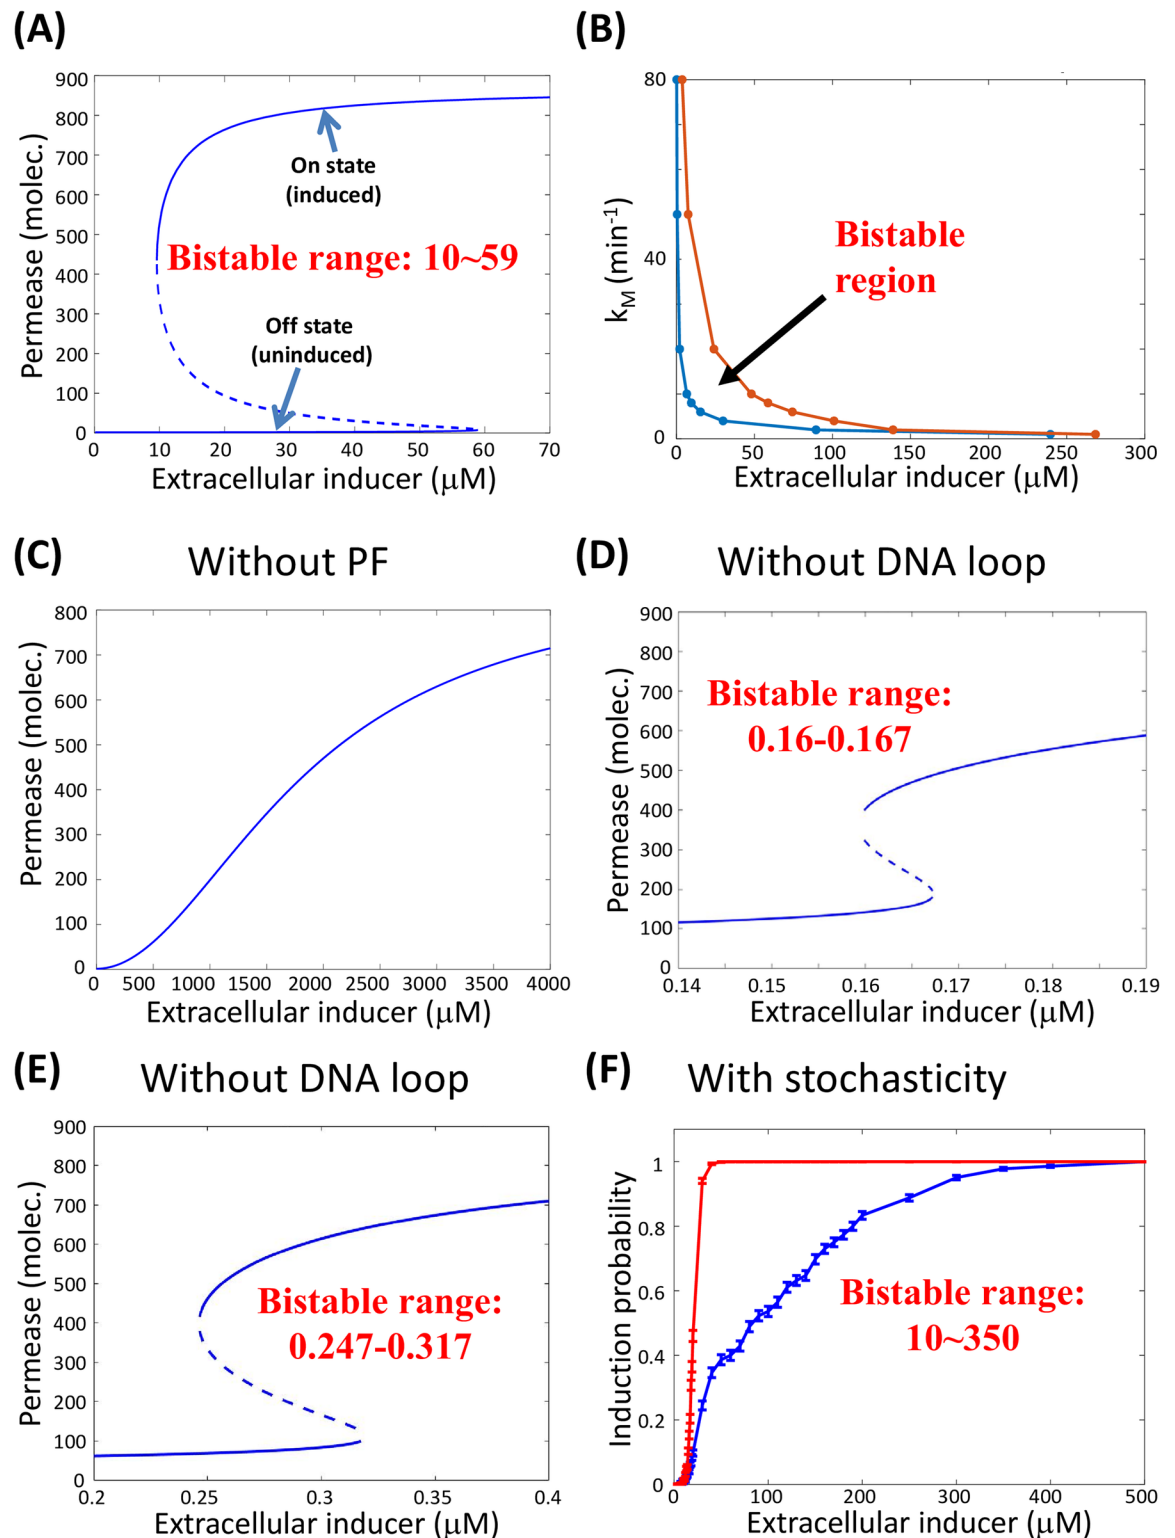 (A)
900
800
700
600
500
400
300
200
100
0
Permease (molec.)
On state
(induced)
Bistable range: 10~59
Off state
(uninduced)
0 10 20 30 40 50 60 70
Extracellular inducer (μM)
(B)
80
40
0
k_M (min⁻¹)
Bistable
region
0 50 100 150 200 250 300
Extracellular inducer (μM)
(C) Without PF
800
700
600
500
400
300
200
100
0
Permease (molec.)
0 500 1000 1500 2000 2500 3000 3500 4000
Extracellular inducer (μM)
(D) Without DNA loop
900
800
700
600
500
400
300
200
100
0
Permease (molec.)
Bistable range:
0.16-0.167
0.14 0.15 0.16 0.17 0.18 0.19
Extracellular inducer (μM)
(E) Without DNA loop
900
800
700
600
500
400
300
200
100
0
Permease (molec.)
Bistable range:
0.247-0.317
0.2 0.25 0.3 0.35 0.4
Extracellular inducer (μM)
(F) With stochasticity
1
0.8
0.6
0.4
0.2
0
Induction probability
Bistable range:
10~350
0 100 200 300 400 500
Extracellular inducer (μM)